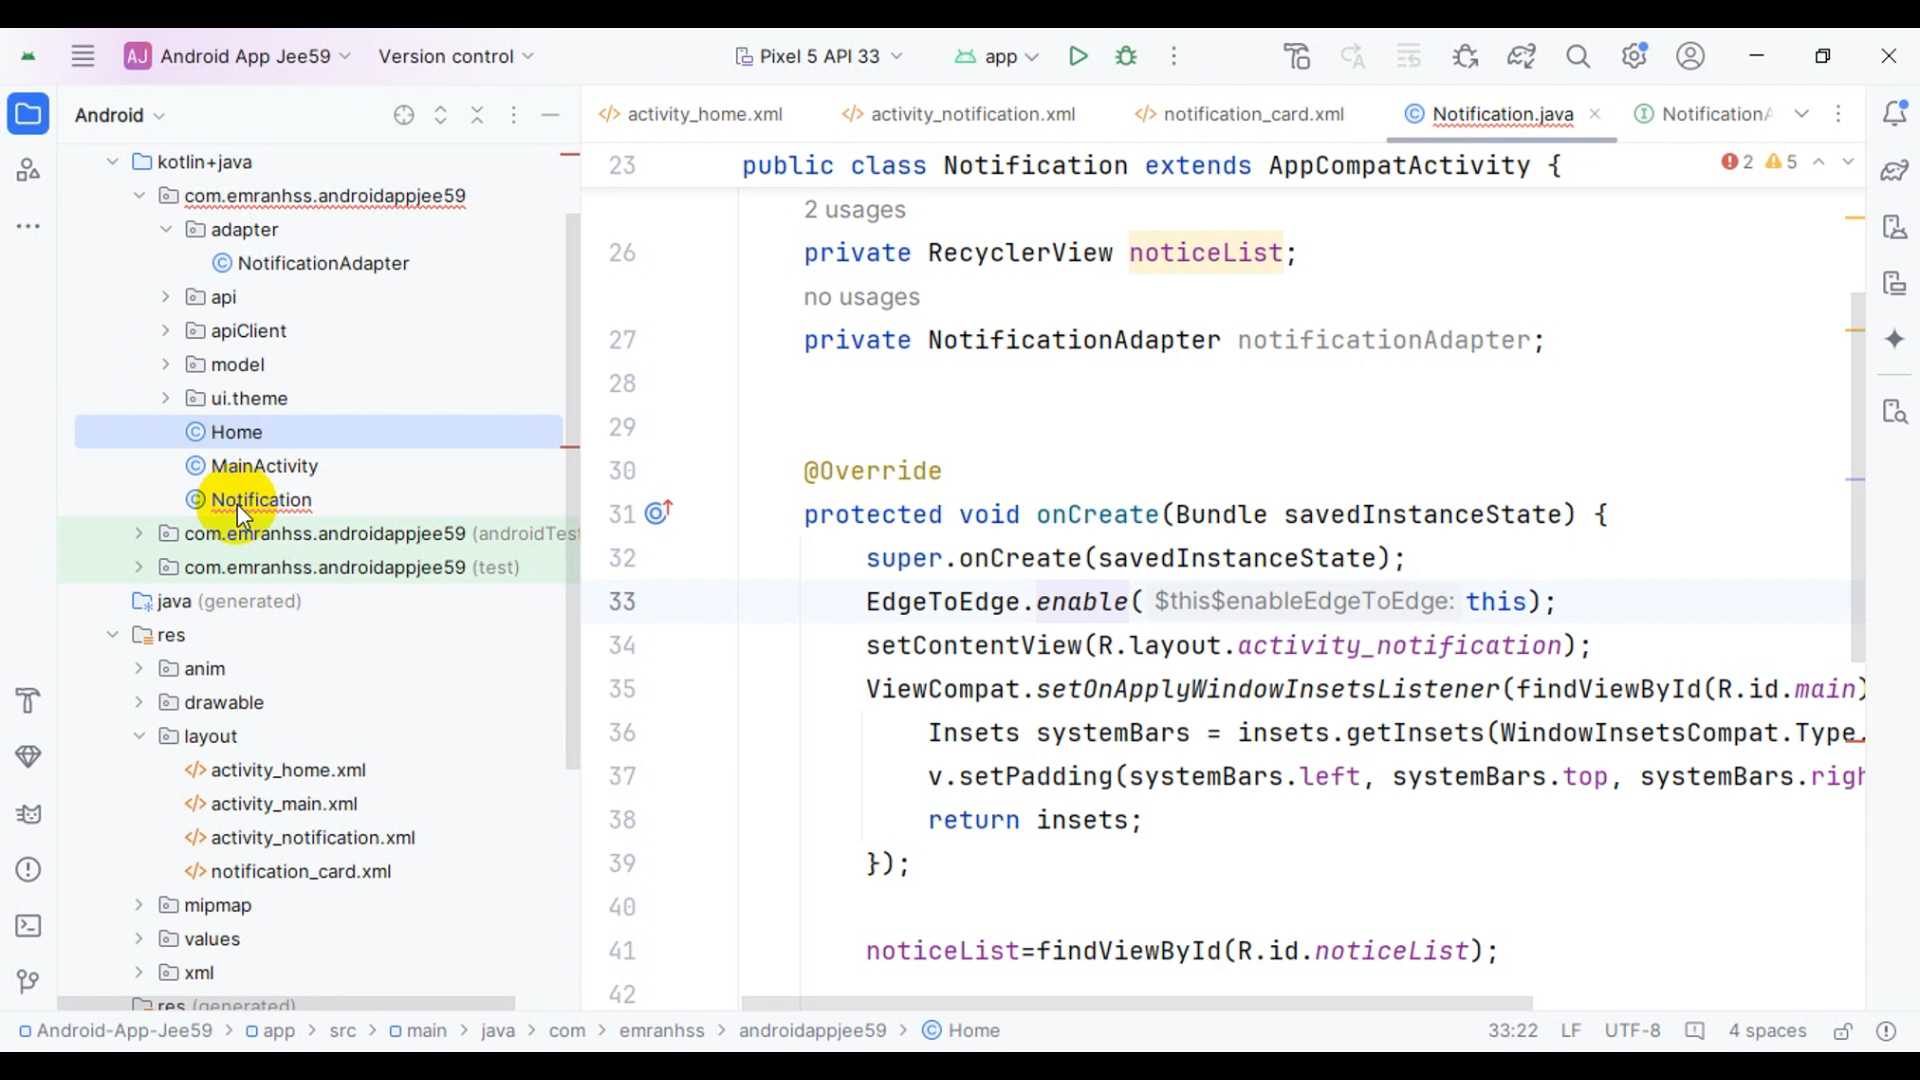 AJ Android App Jee59 Version control Pixel 5 API 33 app
Android
activity_home.xml activity_notification.xml notification_card.xml Notification.java NotificationA
kotlin+java
com.emranhss.androidappjee59
adapter
NotificationAdapter
api
apiClient
model
ui.theme
Home
MainActivity
Notification
com.emranhss.androidappjee59 (androidTest
com.emranhss.androidappjee59 (test)
java (generated)
res
anim
drawable
layout
activity_home.xml
activity_main.xml
activity_notification.xml
notification_card.xml
mipmap
values
xml
res (generated)
23 public class Notification extends AppCompatActivity { 2 5
2 usages
26 private RecyclerView noticeList;
no usages
27 private NotificationAdapter notificationAdapter;
28
29
30 @Override
31 protected void onCreate(Bundle savedInstanceState) {
32 super.onCreate(savedInstanceState);
33 EdgeToEdge.enable( $this$enableEdgeToEdge: this);
34 setContentView(R.layout.activity_notification);
35 ViewCompat.setOnApplyWindowInsetsListener(findViewById(R.id.main)
36 Insets systemBars = insets.getInsets(WindowInsetsCompat.Type.
37 v.setPadding(systemBars.left, systemBars.top, systemBars.righ
38 return insets;
39 });
40
41 noticeList=findViewById(R.id.noticeList);
42
Android-App-Jee59 > app > src > main > java > com > emranhss > androidappjee59 > Home 33:22 LF UTF-8 4 spaces